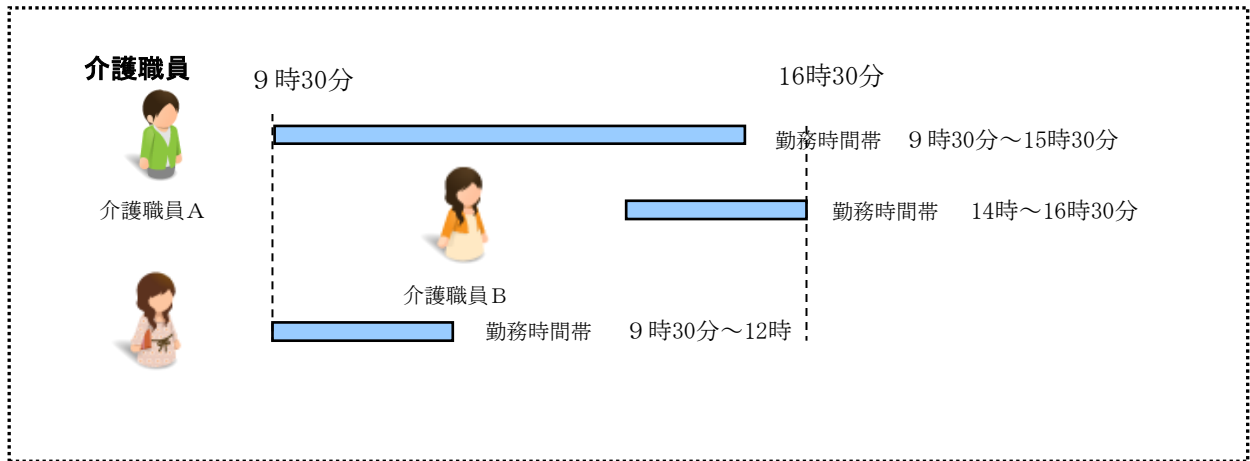 介護職員
９時30分
16時30分
勤務時間帯　９時30分～15時30分
介護職員Ａ
勤務時間帯　14時～16時30分
介護職員Ｂ
勤務時間帯　９時30分～12時